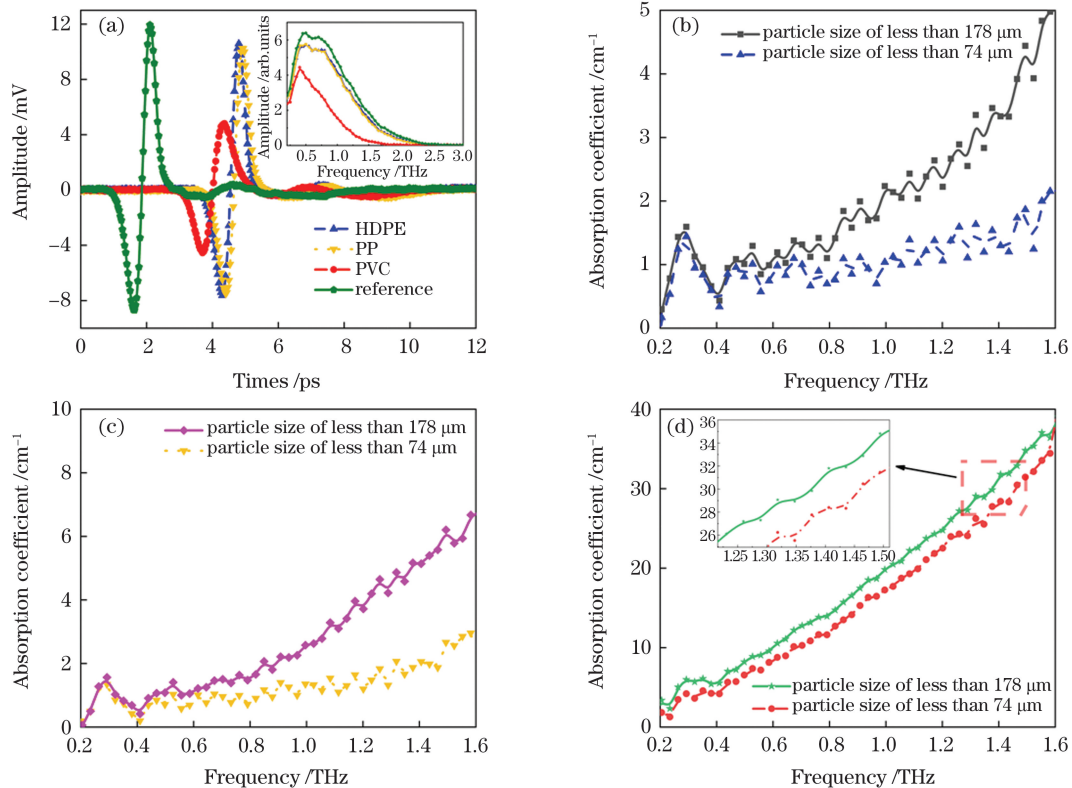 (a)
12
8
4
0
−4
−8
Amplitude /mV
0 2 4 6 8 10 12
Times /ps
HDPE
PP
PVC
reference
6
4
2
0
Amplitude /arb.units
0.5 1.0 1.5 2.0 2.5 3.0
Frequency /THz
(b)
particle size of less than 178 μm
particle size of less than 74 μm
5
4
3
2
1
0
Absorption coefficient /cm⁻¹
0.2 0.4 0.6 0.8 1.0 1.2 1.4 1.6
Frequency /THz
(c)
particle size of less than 178 μm
particle size of less than 74 μm
10
8
6
4
2
0
Absorption coefficient /cm⁻¹
0.2 0.4 0.6 0.8 1.0 1.2 1.4 1.6
Frequency /THz
(d)
40
30
20
10
0
Absorption coefficient /cm⁻¹
36
34
32
30
28
26
1.25 1.30 1.35 1.40 1.45 1.50
particle size of less than 178 μm
particle size of less than 74 μm
0.2 0.4 0.6 0.8 1.0 1.2 1.4 1.6
Frequency /THz